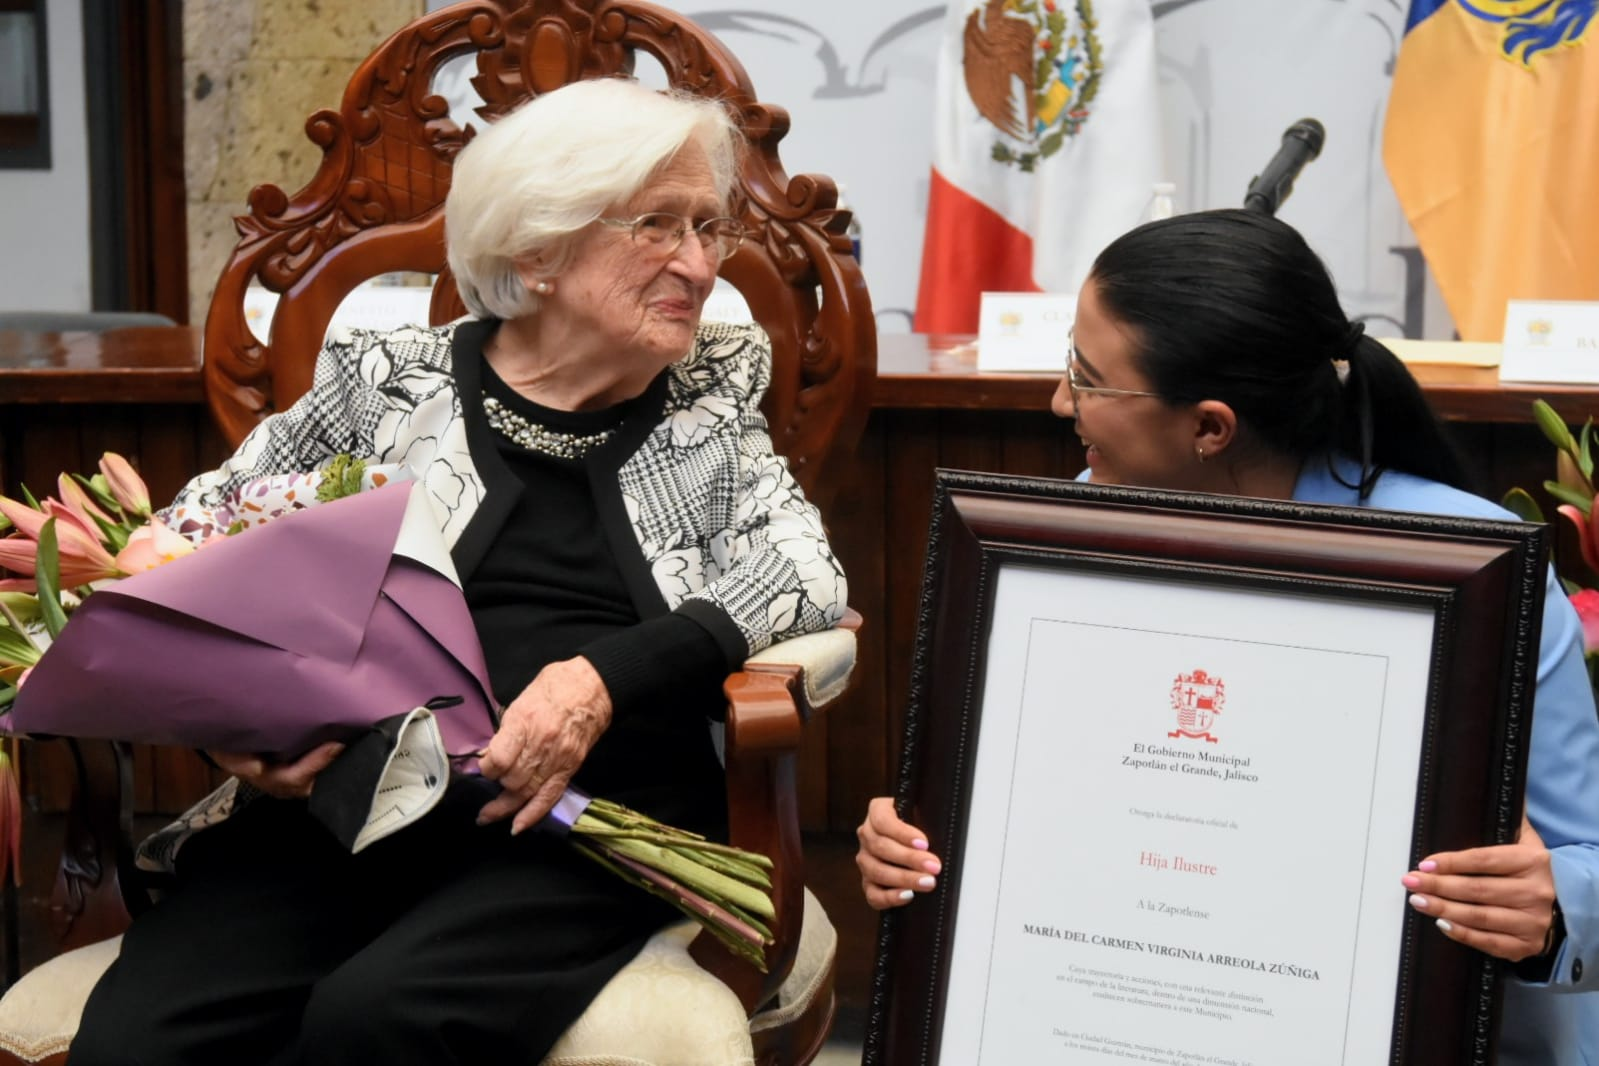 CLA
BA
El Gobierno Municipal
Zapotlán el Grande, Jalisco
Otorga la declaratoria oficial de
Hija Ilustre
A la Zapotlense
MARÍA DEL CARMEN VIRGINIA ARREOLA ZÚÑIGA
Cuya trayectoria y acciones, con una relevante distinción
en el campo de la literatura, dentro de una dimensión nacional,
enaltecen sobremanera a este Municipio.
Dado en Ciudad Guzmán, municipio de Zapotlán el Grande,